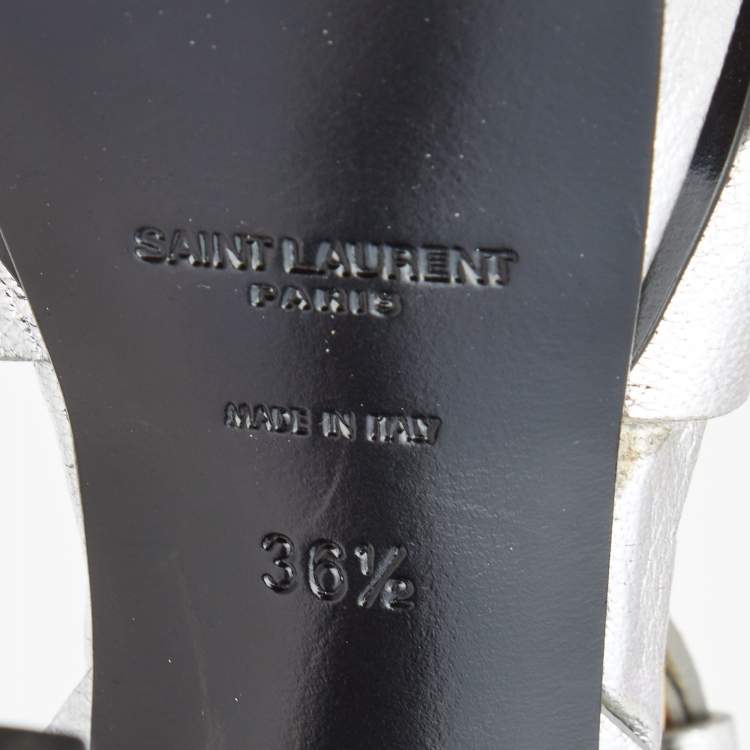 SAINT LAURENT
PARIS
MADE IN ITALY
36½